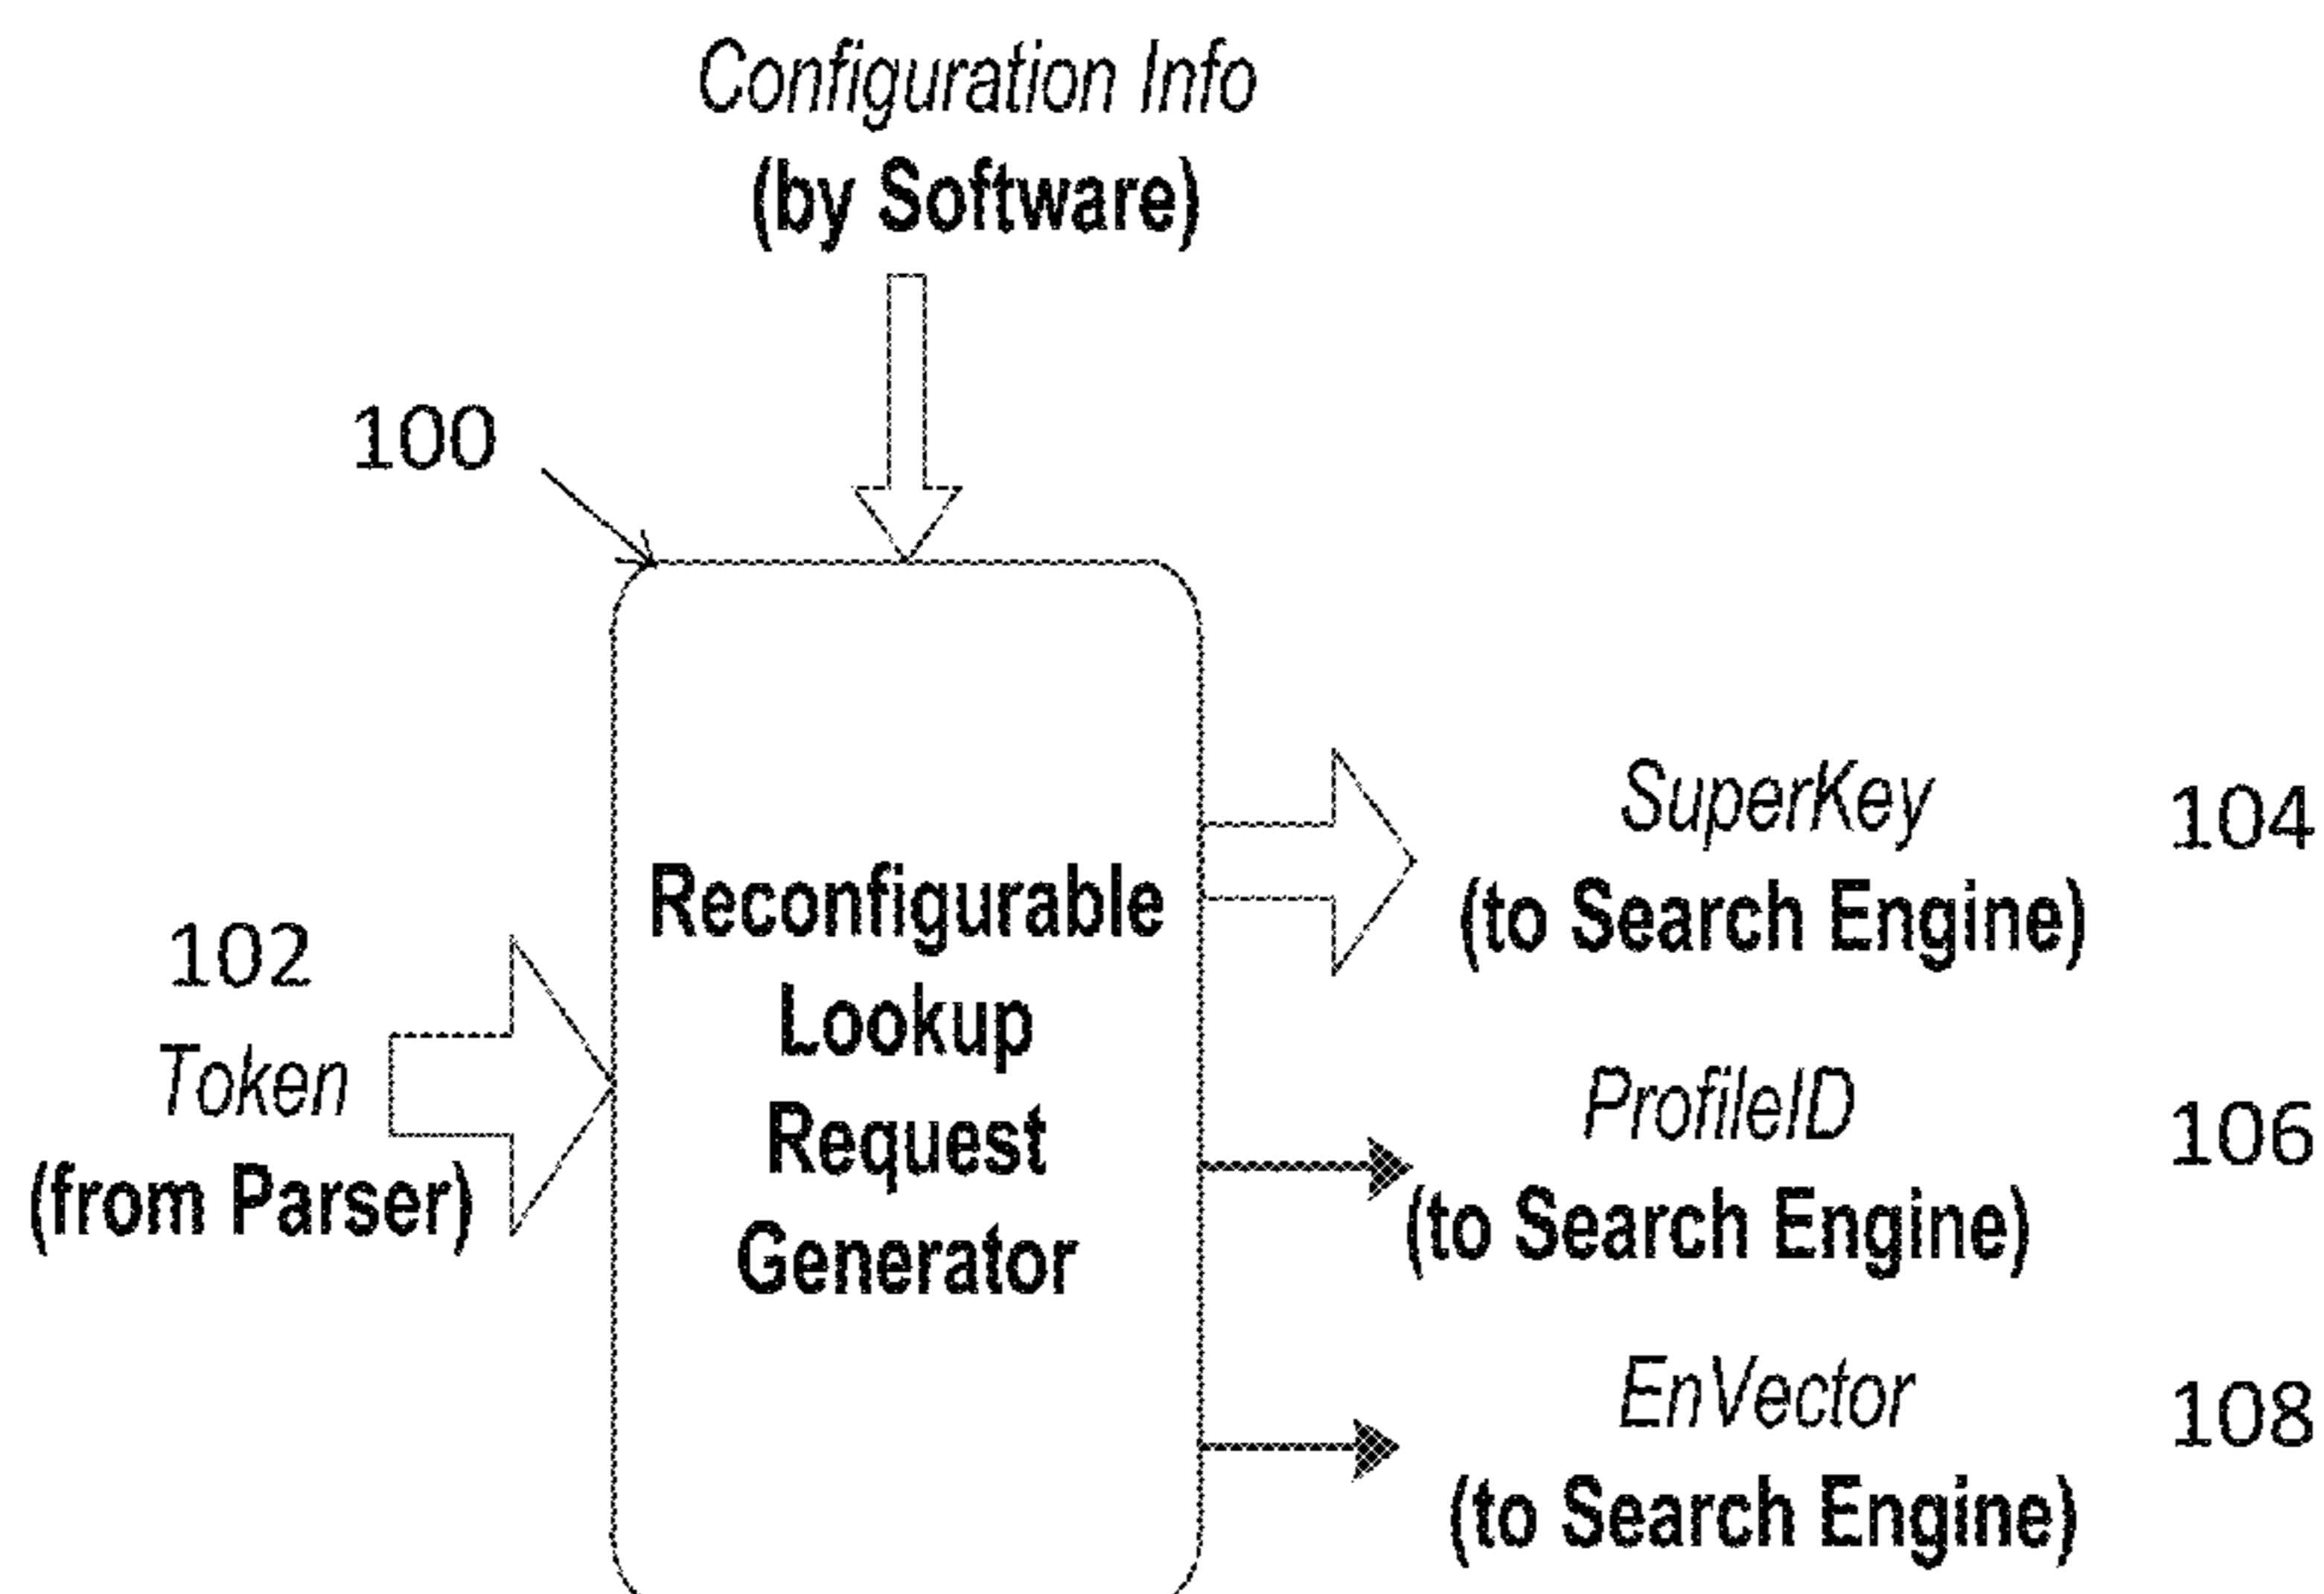 Configuration Info
(by Software)
100
102
Token
(from Parser)
Reconfigurable
Lookup
Request
Generator
SuperKey
(to Search Engine)
104
ProfileID
(to Search Engine)
106
EnVector
(to Search Engine)
108